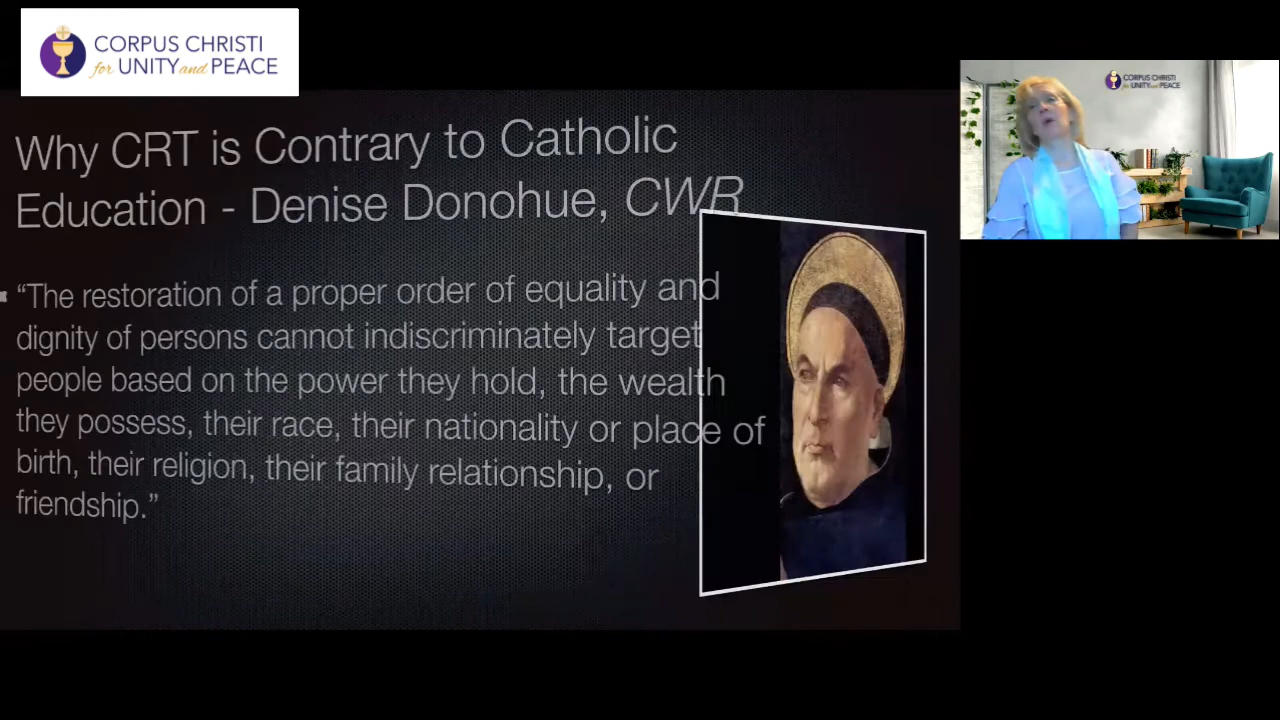 CORPUS CHRISTI
for UNITY and PEACE
CORPUS CHRISTI
for UNITY and PEACE
Why CRT is Contrary to Catholic
Education - Denise Donohue, CWR
“The restoration of a proper order of equality and
dignity of persons cannot indiscriminately target
people based on the power they hold, the wealth
they possess, their race, their nationality or place of
birth, their religion, their family relationship, or
friendship.”